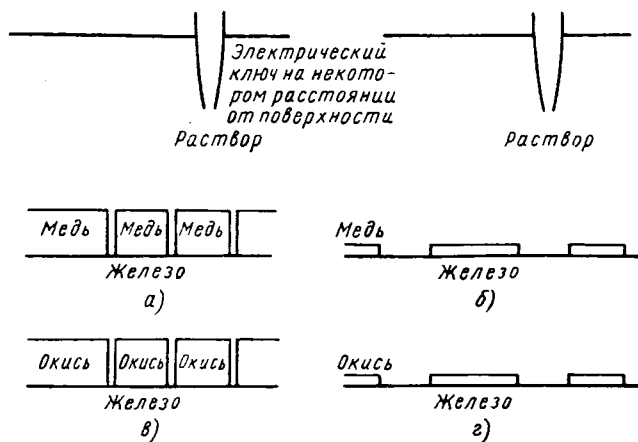 Электрический
ключ на некото-
ром расстоянии
от поверхности
Раствор
Раствор
Медь Медь Медь
Железо
а)
Медь
Железо
б)
Окись Окись Окись
Железо
в)
Окись
Железо
г)